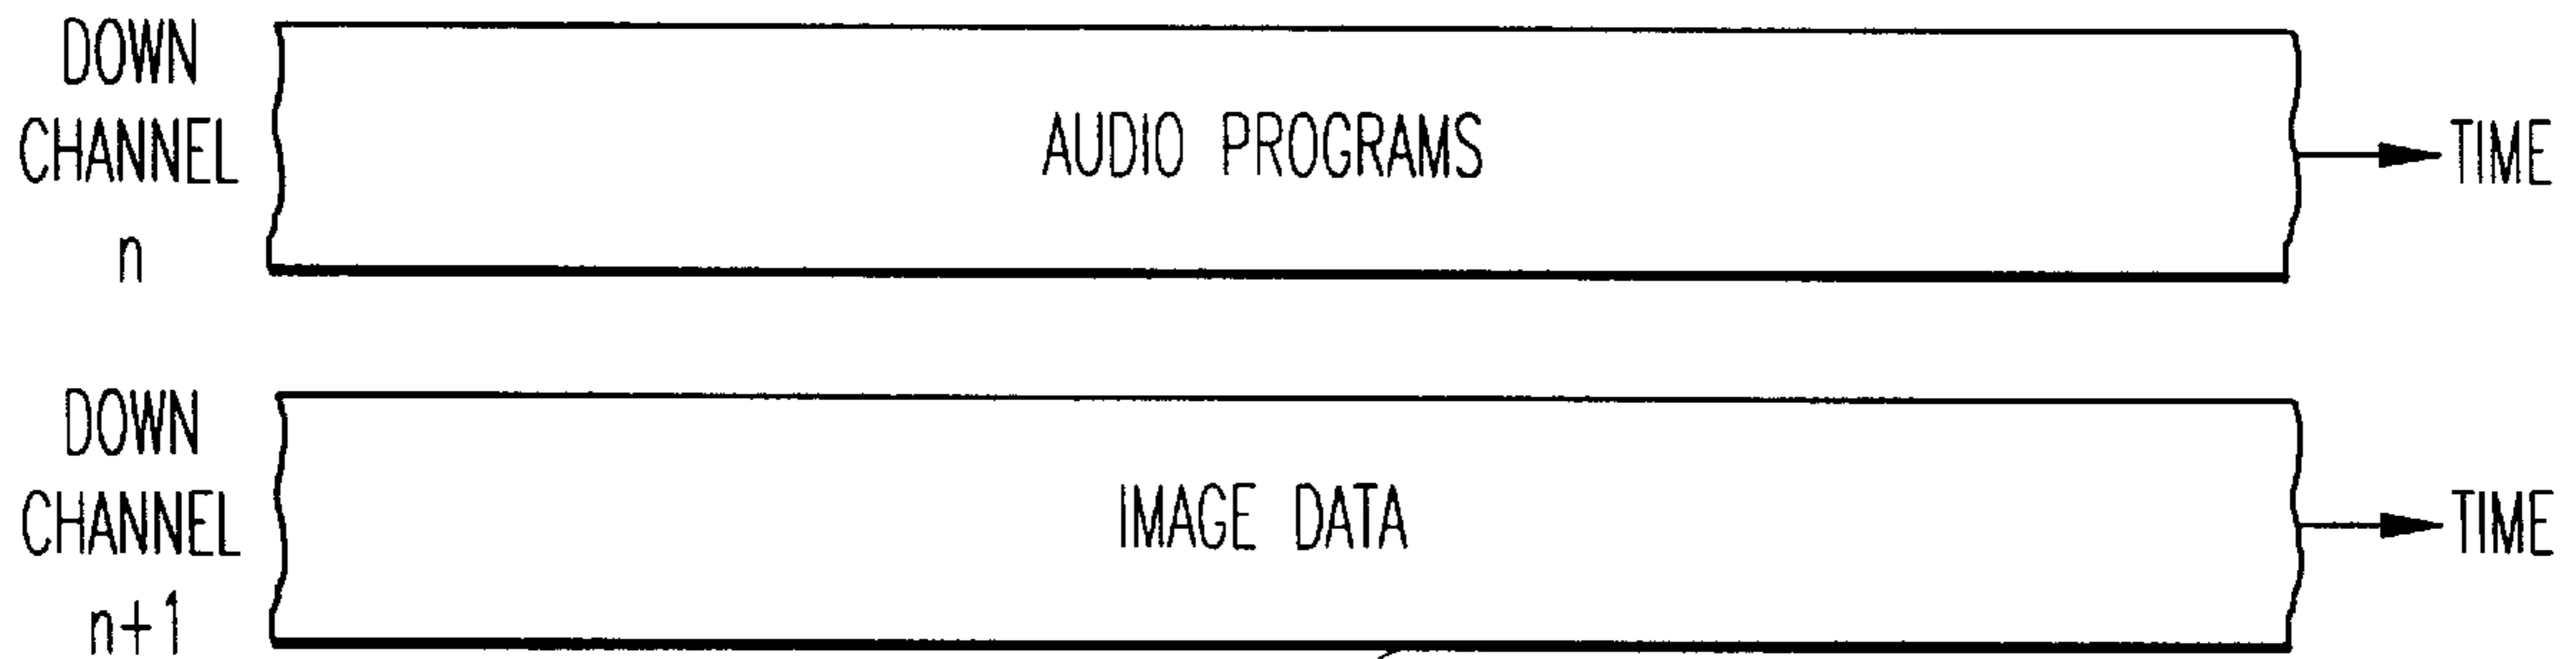 DOWN
CHANNEL
n
AUDIO PROGRAMS
TIME
DOWN
CHANNEL
n+1
IMAGE DATA
TIME